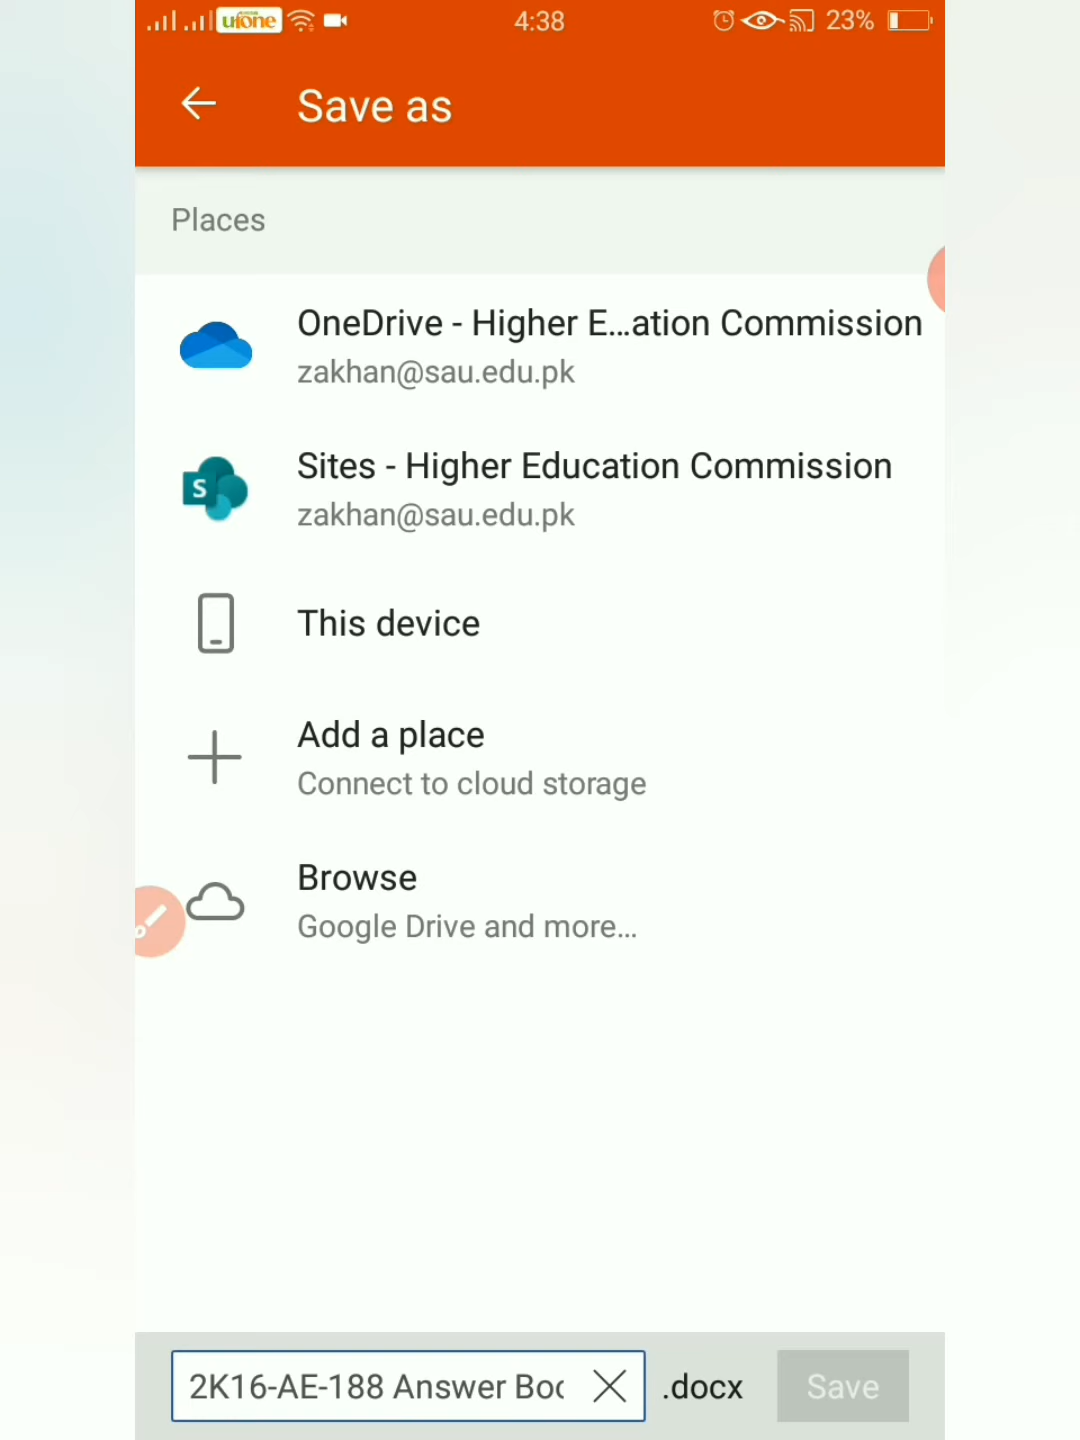 ufone 4:38 23%
Save as
Places
OneDrive - Higher E...ation Commission
zakhan@sau.edu.pk
S
Sites - Higher Education Commission
zakhan@sau.edu.pk
This device
Add a place
Connect to cloud storage
Browse
Google Drive and more...
2K16-AE-188 Answer Boo .docx Save